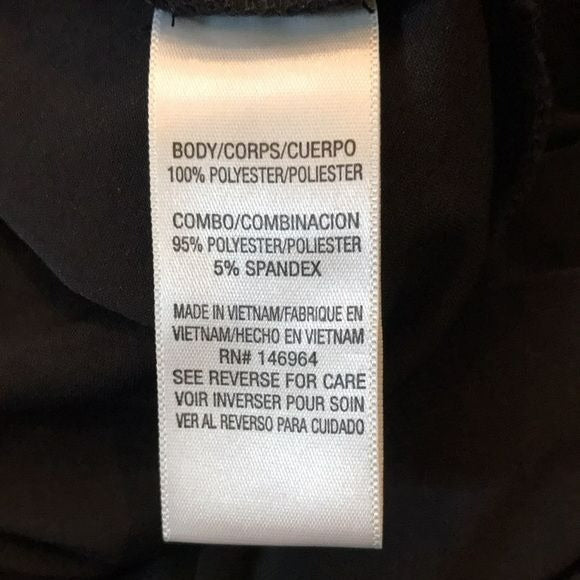 BODY/CORPS/CUERPO
100% POLYESTER/POLIESTER
COMBO/COMBINACION
95% POLYESTER/POLIESTER
5% SPANDEX
MADE IN VIETNAM/FABRIQUE EN
VIETNAM/HECHO EN VIETNAM
RN# 146964
SEE REVERSE FOR CARE
VOIR INVERSER POUR SOIN
VER AL REVERSO PARA CUIDADO